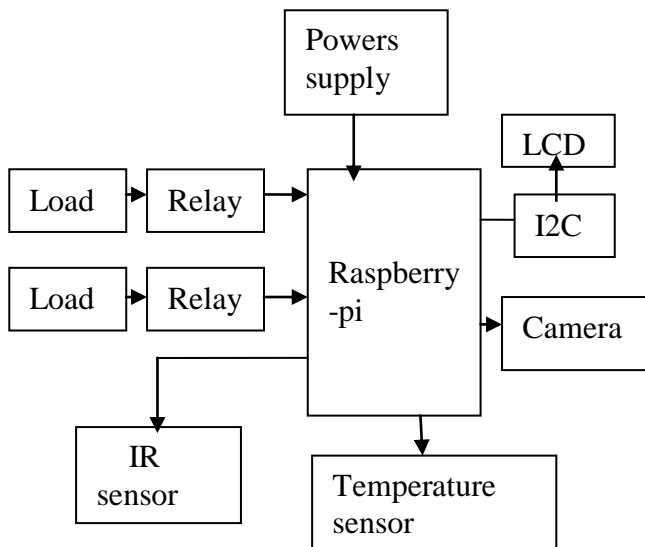 Powers
supply
LCD
Load
Relay
I2C
Load
Relay
Raspberry
-pi
Camera
IR
sensor
Temperature
sensor